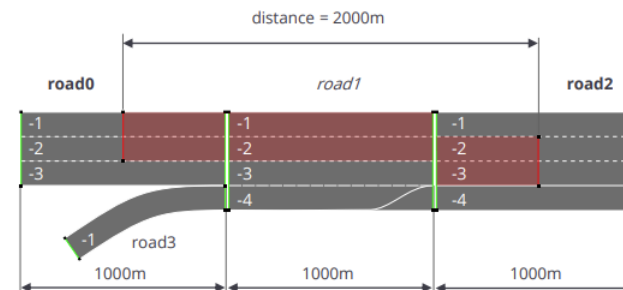 distance = 2000m
road0 road1 road2
-1 -1 -1
-2 -2 -2
-3 -3 -3
-4 -4
-1 road3
1000m 1000m 1000m